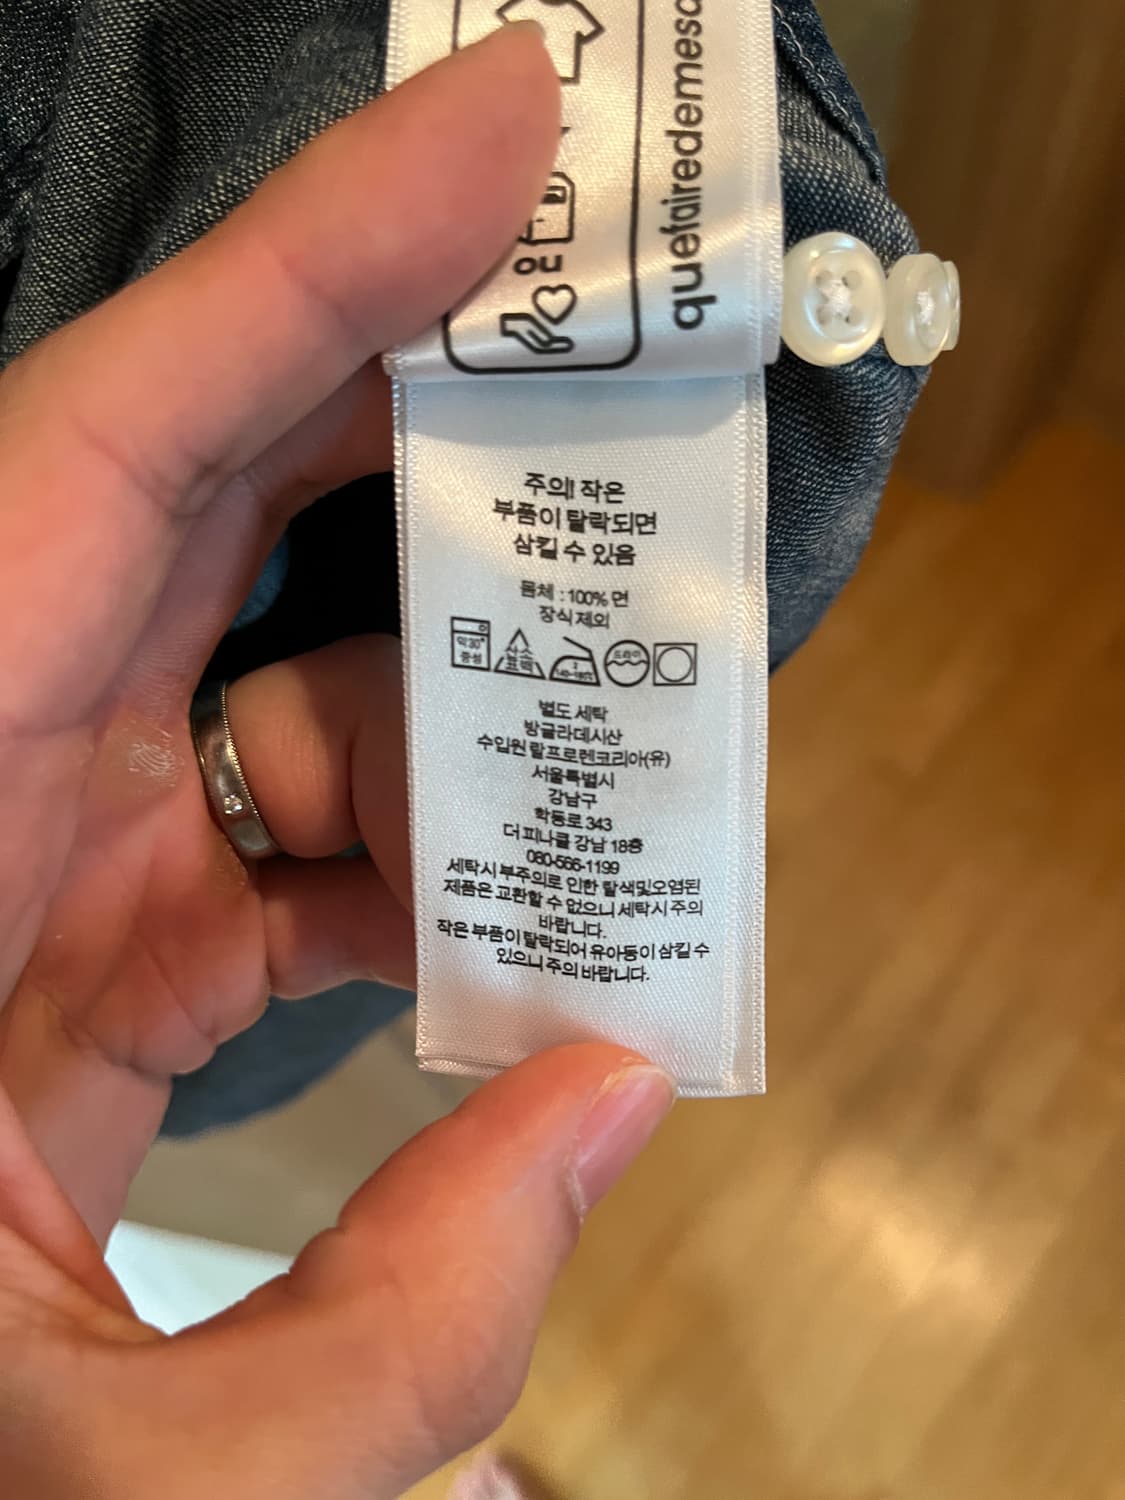 quefairedemes
OU
주의! 작은
부품이 탈락되면
삼킬 수 있음
몸체 : 100% 면
장식 제외
약30°
중성
산소
표백
140~160℃
드라이
별도 세탁
방글라데시산
수입원 랄프로렌코리아(유)
서울특별시
강남구
학동로 343
더 피나클 강남 18층
080-566-1199
세탁시 부주의로 인한 탈색및오염된
제품은 교환할 수 없으니 세탁시 주의
바랍니다.
작은 부품이 탈락되어 유아동이 삼킬 수
있으니 주의 바랍니다.